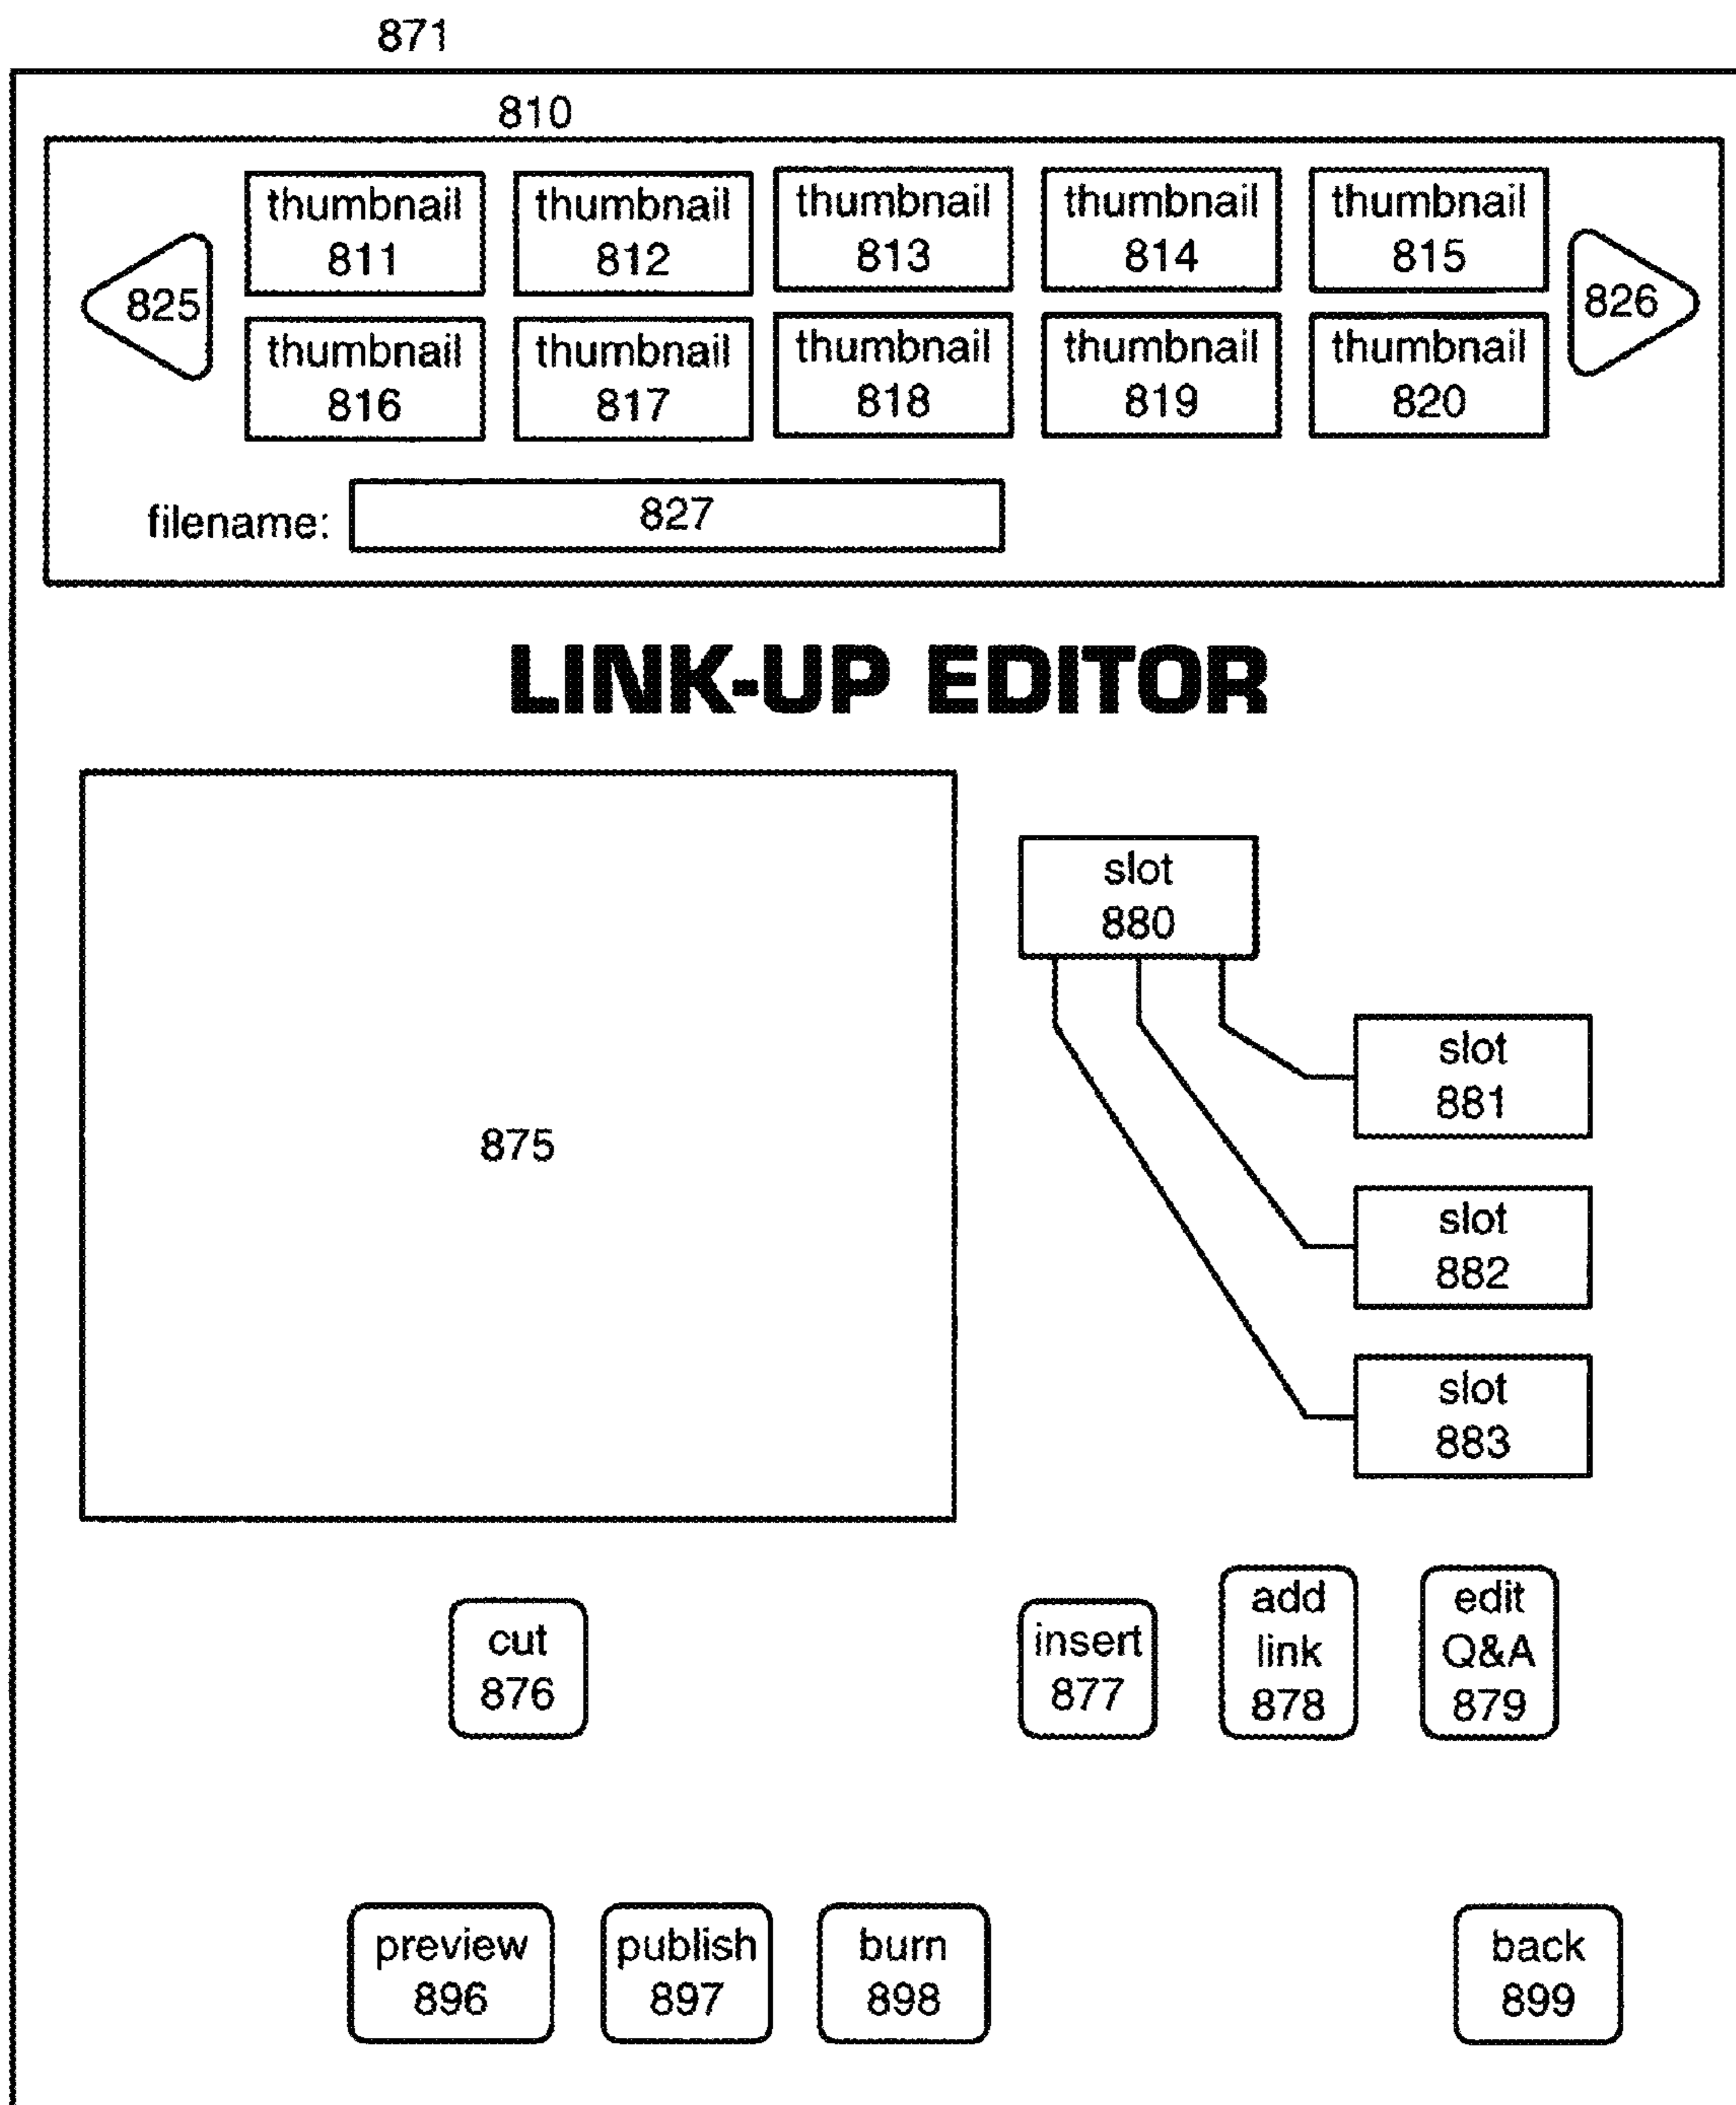 871
810
thumbnail
811
thumbnail
812
thumbnail
813
thumbnail
814
thumbnail
815
825
826
thumbnail
816
thumbnail
817
thumbnail
818
thumbnail
819
thumbnail
820
filename:
827
LINK-UP EDITOR
875
slot
880
slot
881
slot
882
slot
883
cut
876
insert
877
add
link
878
edit
Q&A
879
preview
896
publish
897
burn
898
back
899